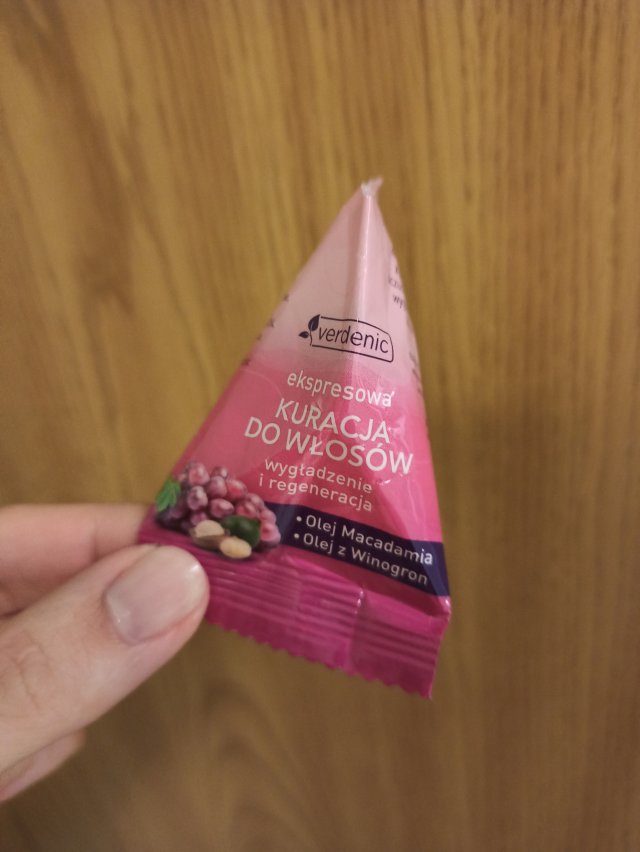 verdenic
ekspresowa
KURACJA
DO WŁOSÓW
wygładzenie
i regeneracja
• Olej Macadamia
• Olej z Winogron